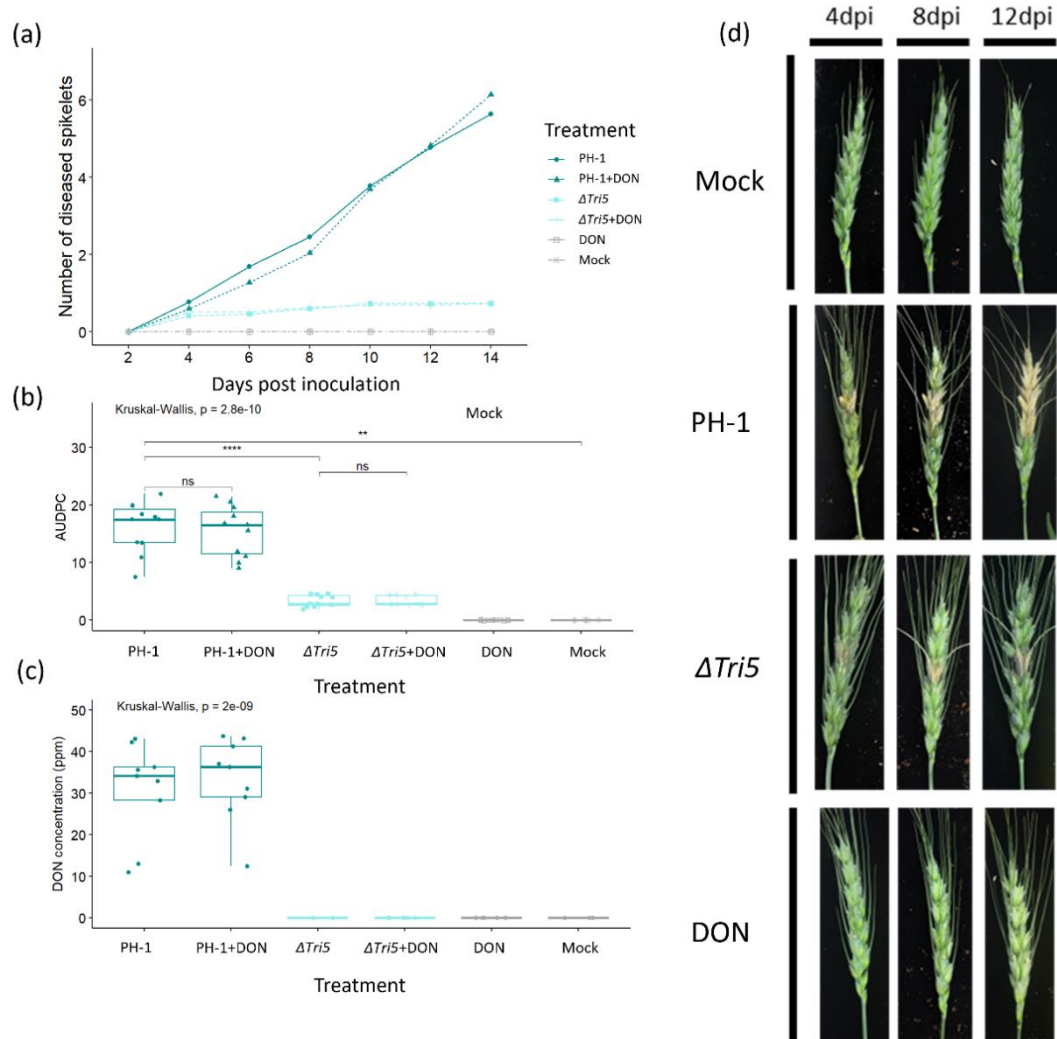 (a)
Number of diseased spikelets
6
4
2
0
2 4 6 8 10 12 14
Days post inoculation
Treatment
PH-1
PH-1+DON
ΔTri5
ΔTri5+DON
DON
Mock
(b)
Kruskal-Wallis, p = 2.8e-10
Mock
**
****
ns
ns
AUDPC
30
20
10
0
PH-1 PH-1+DON ΔTri5 ΔTri5+DON DON Mock
Treatment
(c)
Kruskal-Wallis, p = 2e-09
DON concentration (ppm)
50
40
30
20
10
0
PH-1 PH-1+DON ΔTri5 ΔTri5+DON DON Mock
Treatment
(d)
4dpi 8dpi 12dpi
Mock
PH-1
ΔTri5
DON